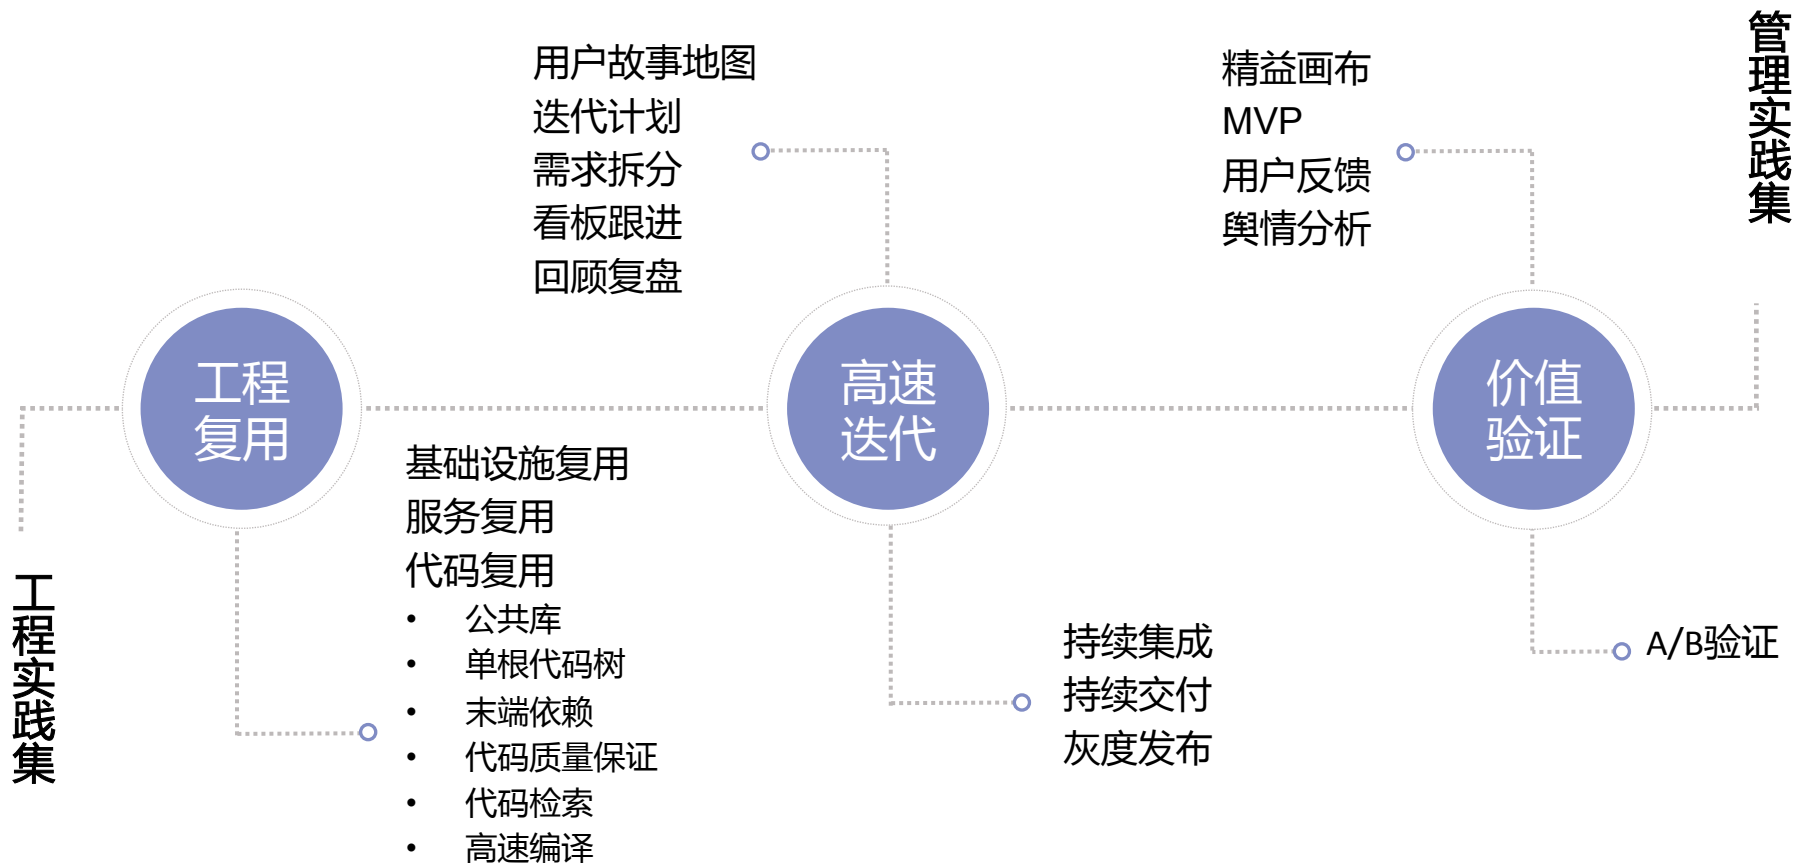 管理实践集
用户故事地图
迭代计划
需求拆分
看板跟进
回顾复盘
精益画布
MVP
用户反馈
舆情分析
工程
复用
高速
迭代
价值
验证
基础设施复用
服务复用
代码复用
• 公共库
• 单根代码树
• 末端依赖
• 代码质量保证
• 代码检索
• 高速编译
持续集成
持续交付
灰度发布
A/B验证
工程实践集